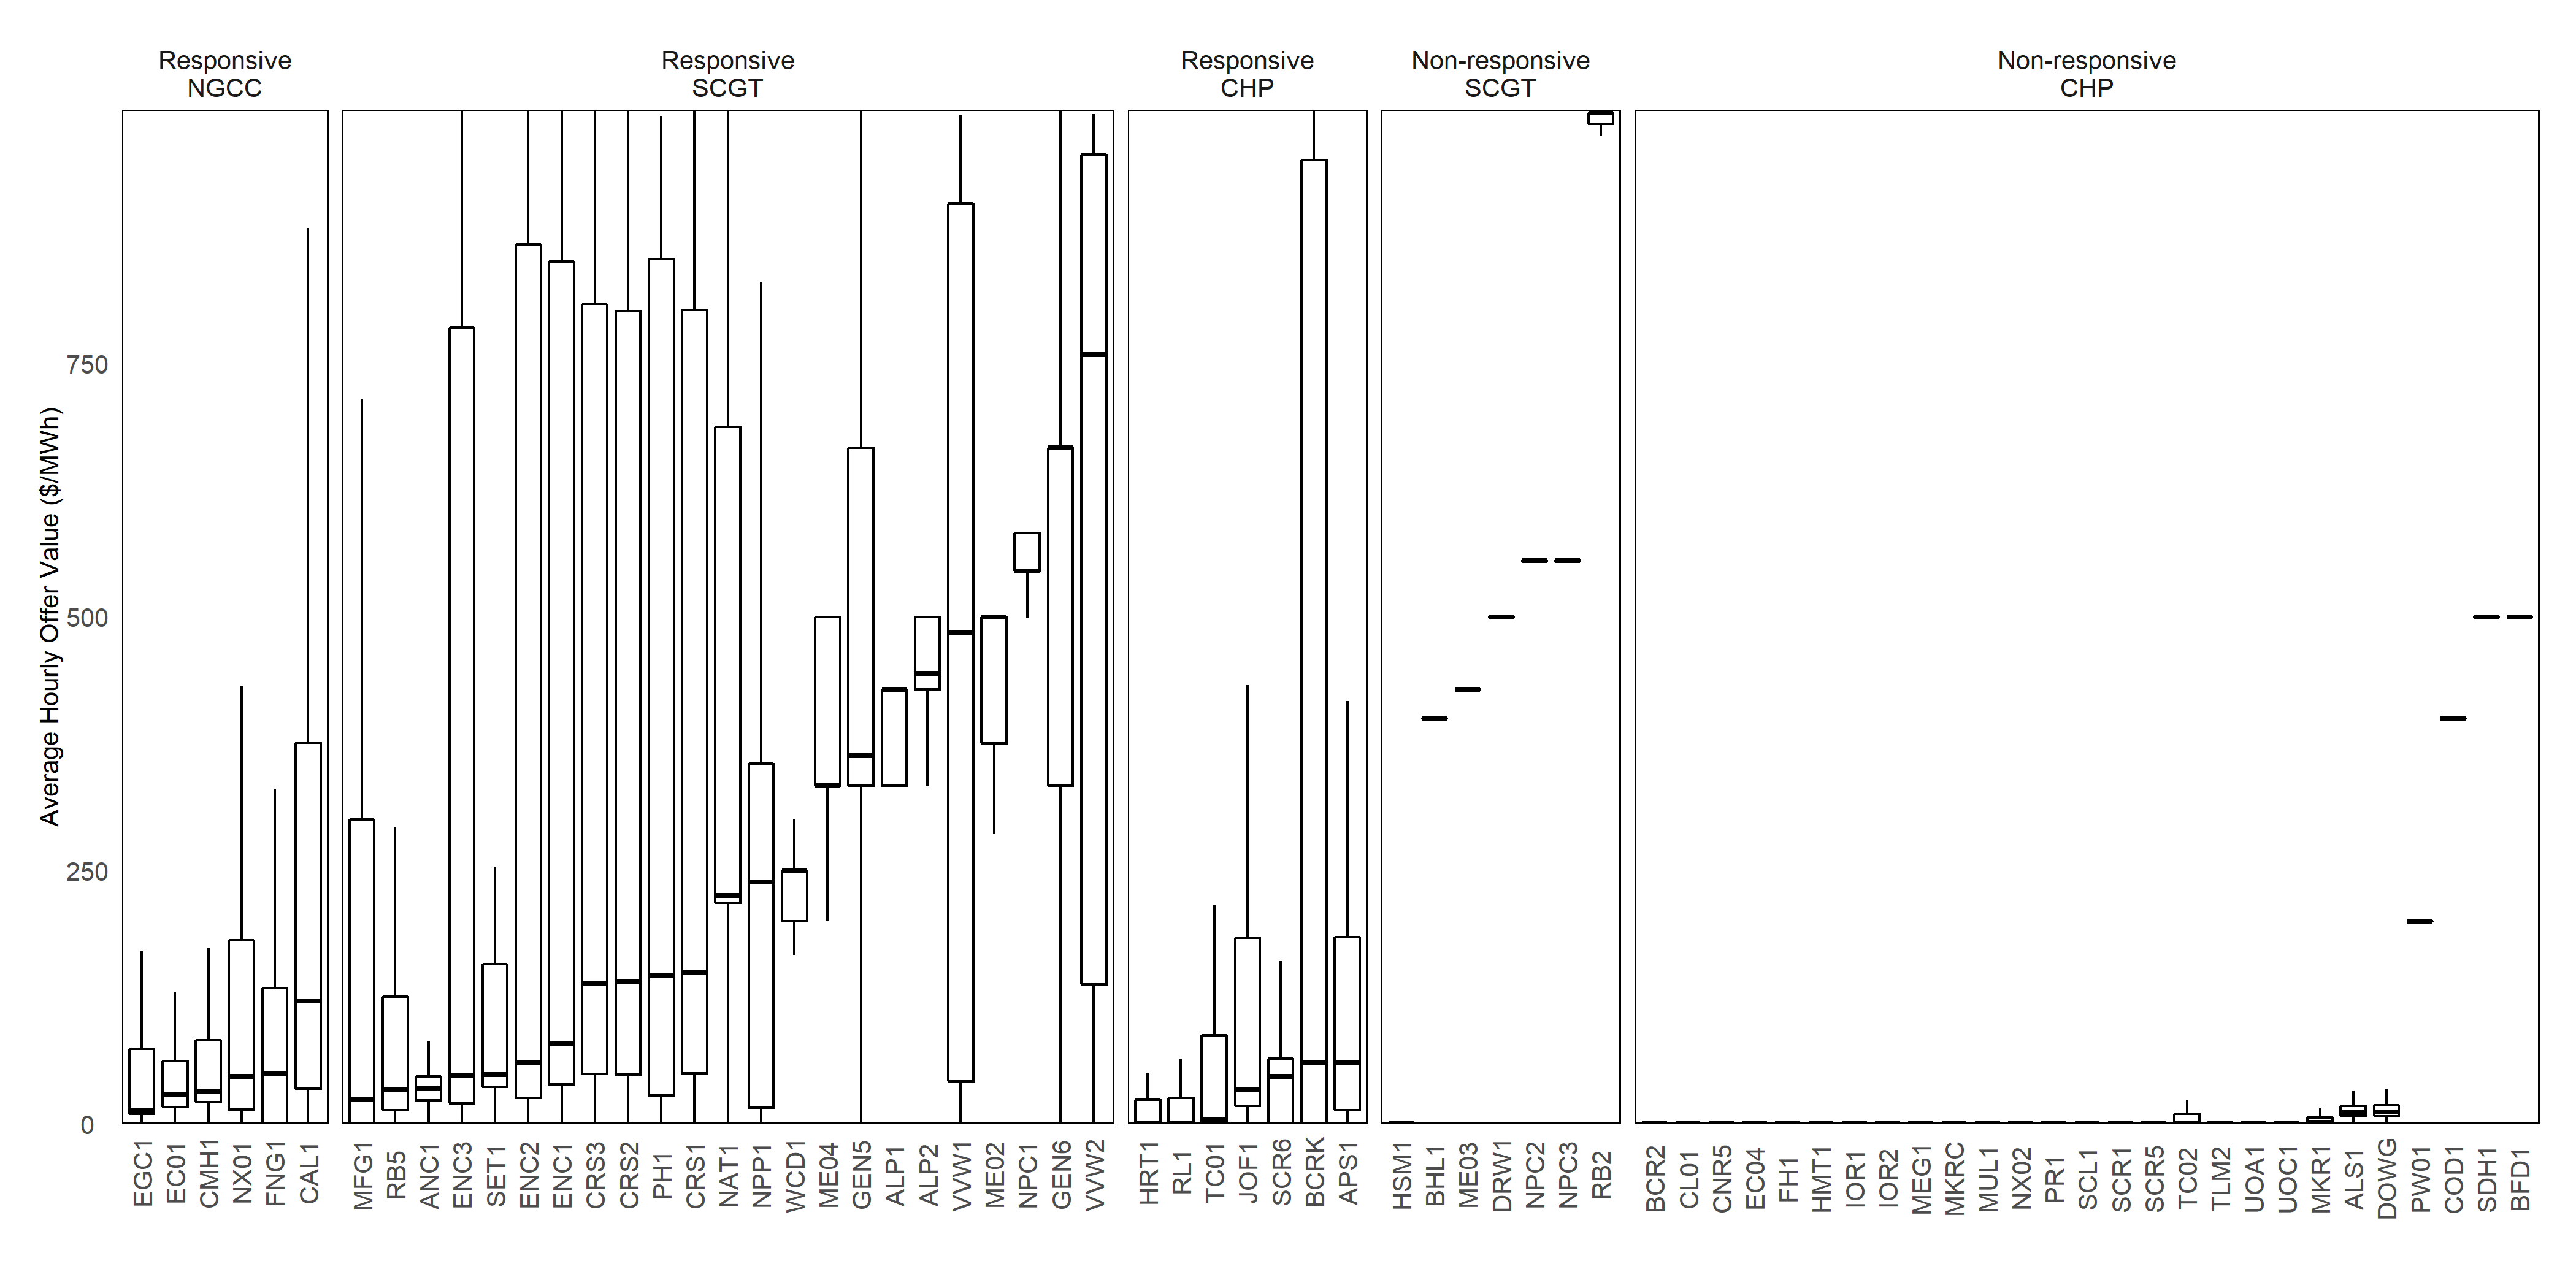 Responsive
NGCC
Responsive
SCGT
Responsive
CHP
Non-responsive
SCGT
Non-responsive
CHP
Average Hourly Offer Value ($/MWh)
750
500
250
0
EGC1
EC01
CMH1
NX01
FNG1
CAL1
MFG1
RB5
ANC1
ENC3
SET1
ENC2
ENC1
CRS3
CRS2
PH1
CRS1
NAT1
NPP1
WCD1
ME04
GEN5
ALP1
ALP2
VVW1
ME02
NPC1
GEN6
VVW2
HRT1
RL1
TC01
JOF1
SCR6
BCRK
APS1
HSM1
BHL1
ME03
DRW1
NPC2
NPC3
RB2
BCR2
CL01
CNR5
EC04
FH1
HMT1
IOR1
IOR2
MEG1
MKRC
MUL1
NX02
PR1
SCL1
SCR1
SCR5
TC02
TLM2
UOA1
UOC1
MKR1
ALS1
DOWG
PW01
COD1
SDH1
BFD1